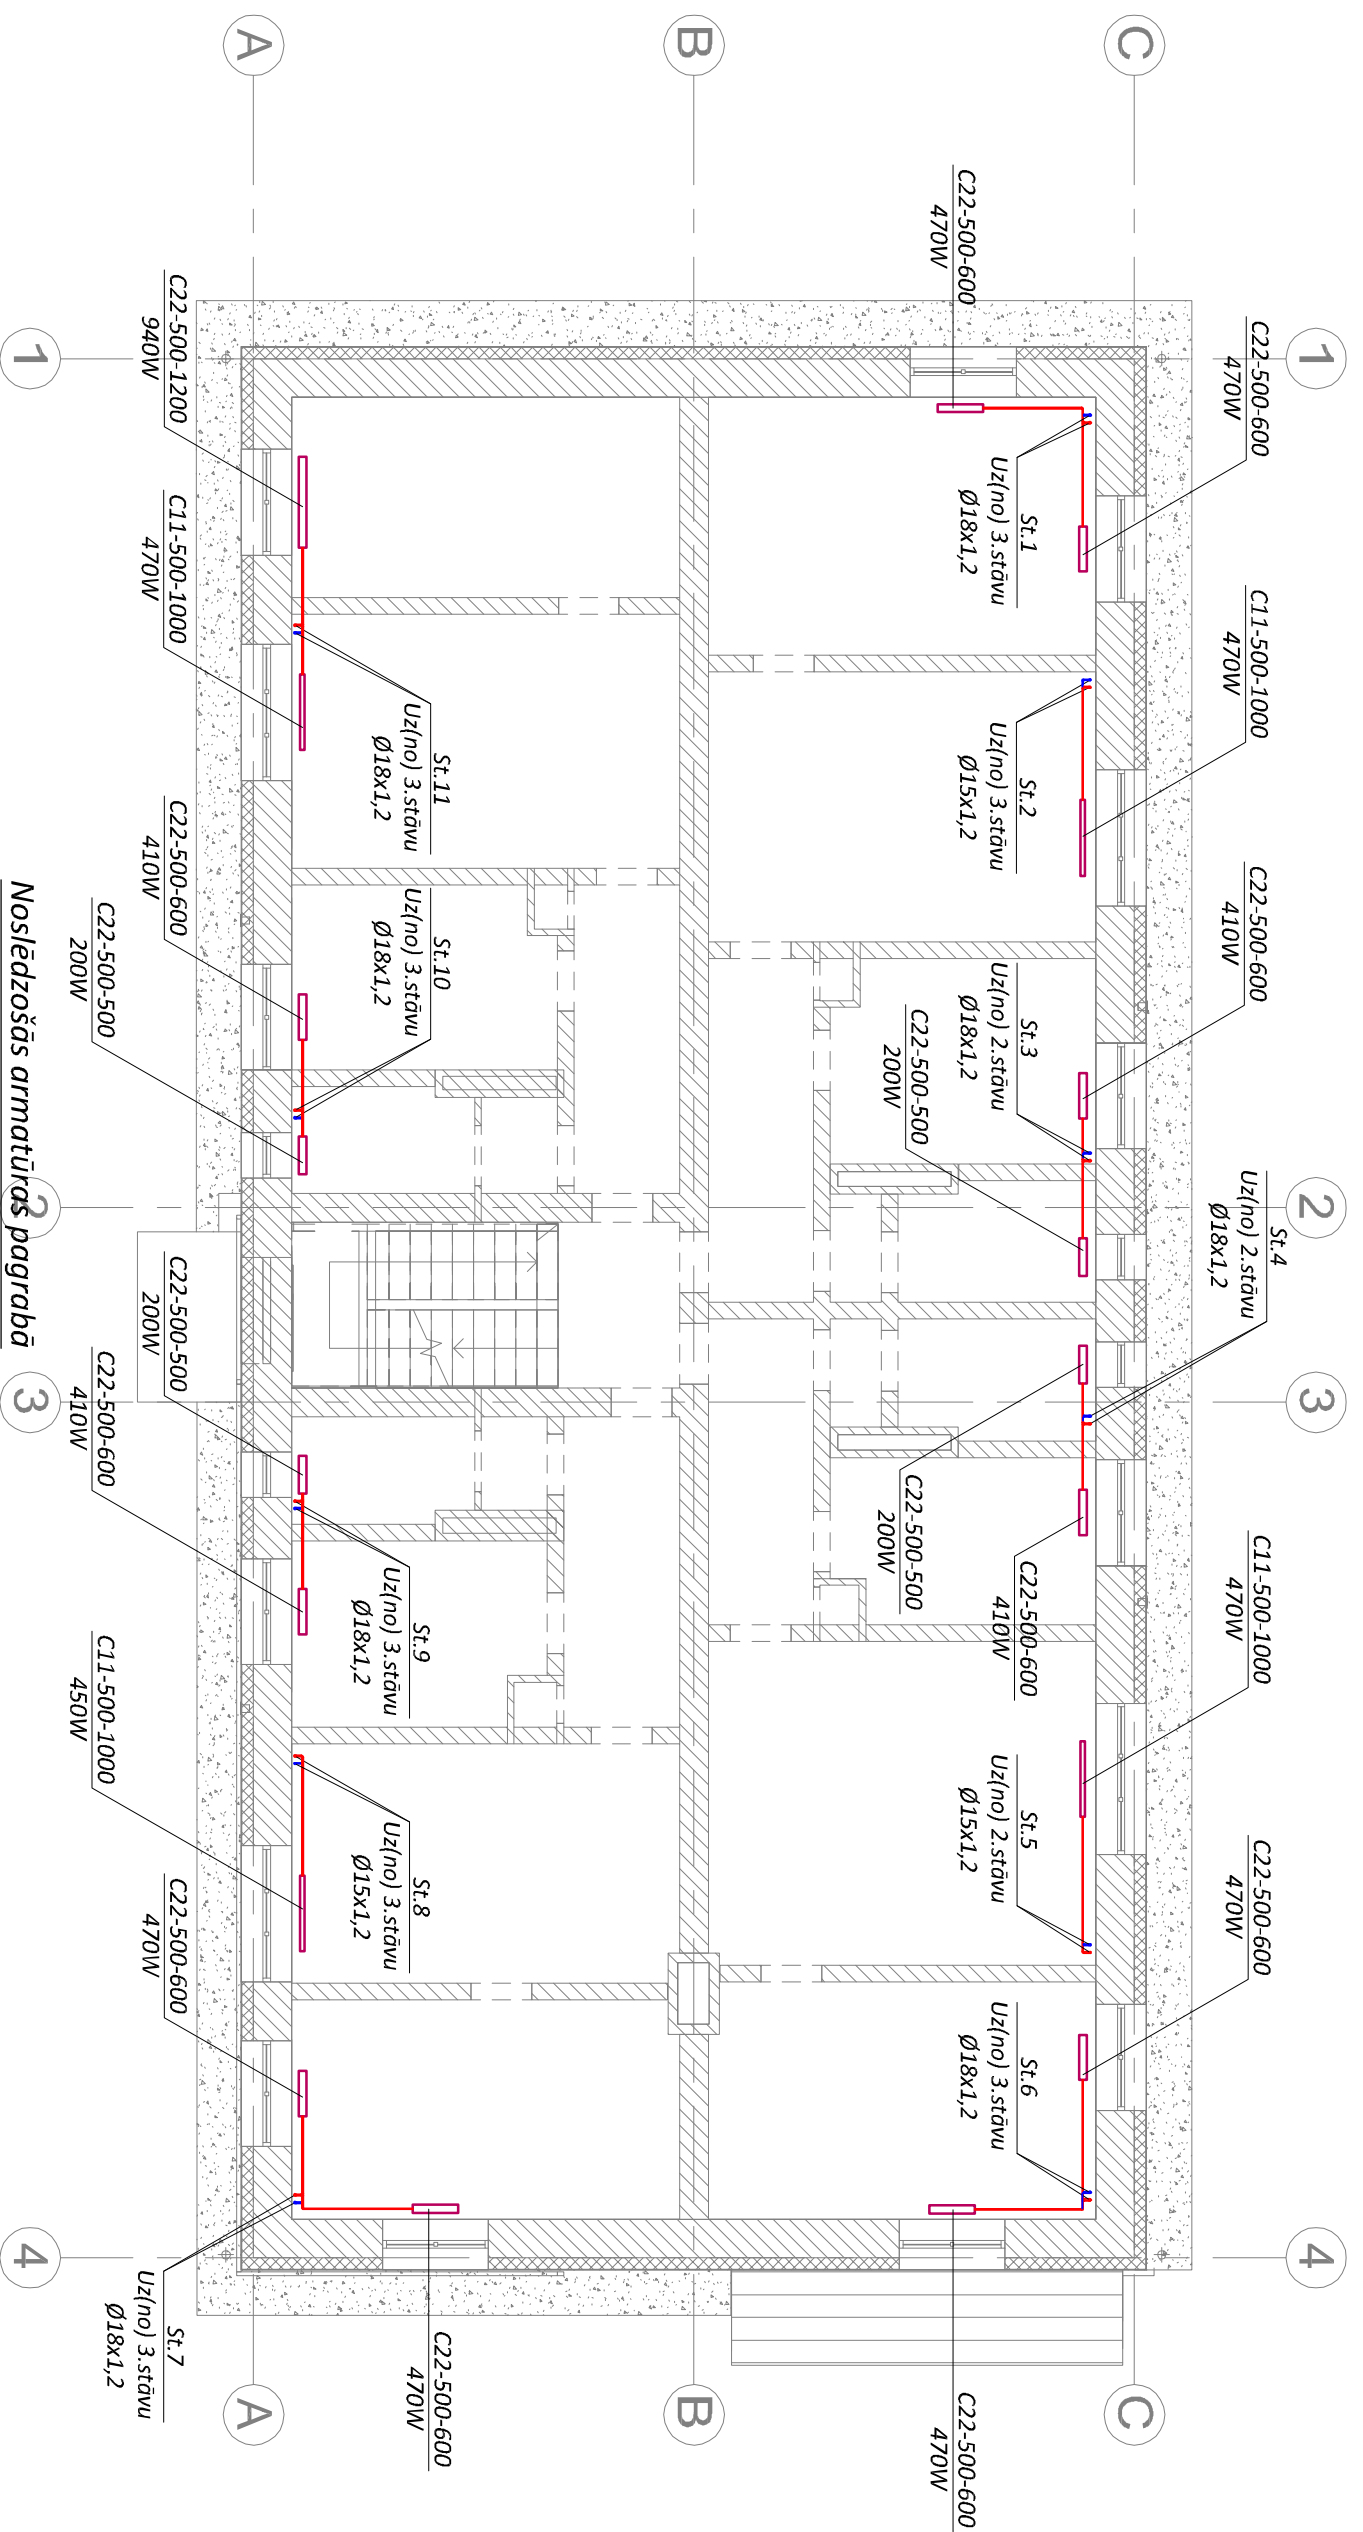 1
2
3
4
C
C
B
B
A
A
1
2
3
4
C22-500-600
470W
C11-500-1000
470W
C22-500-600
410W
St.4
Uz(no) 2.stāvu
Ø18x1,2
C11-500-1000
470W
C22-500-600
470W
C22-500-600
470W
St.1
Uz(no) 3.stāvu
Ø18x1,2
St.2
Uz(no) 3.stāvu
Ø15x1,2
St.3
Uz(no) 2.stāvu
Ø18x1,2
C22-500-500
200W
C22-500-500
200W
C22-500-600
410W
St.5
Uz(no) 2.stāvu
Ø15x1,2
St.6
Uz(no) 3.stāvu
Ø18x1,2
C22-500-600
470W
St.11
Uz(no) 3.stāvu
Ø18x1,2
St.10
Uz(no) 3.stāvu
Ø18x1,2
St.9
Uz(no) 3.stāvu
Ø18x1,2
St.8
Uz(no) 3.stāvu
Ø15x1,2
C22-500-600
470W
C22-500-1200
940W
C11-500-1000
470W
C22-500-600
410W
C22-500-500
200W
C22-500-500
200W
C22-500-600
410W
C11-500-1000
450W
C22-500-600
470W
St.7
Uz(no) 3.stāvu
Ø18x1,2
Noslēdzošās armatūras pagrabā